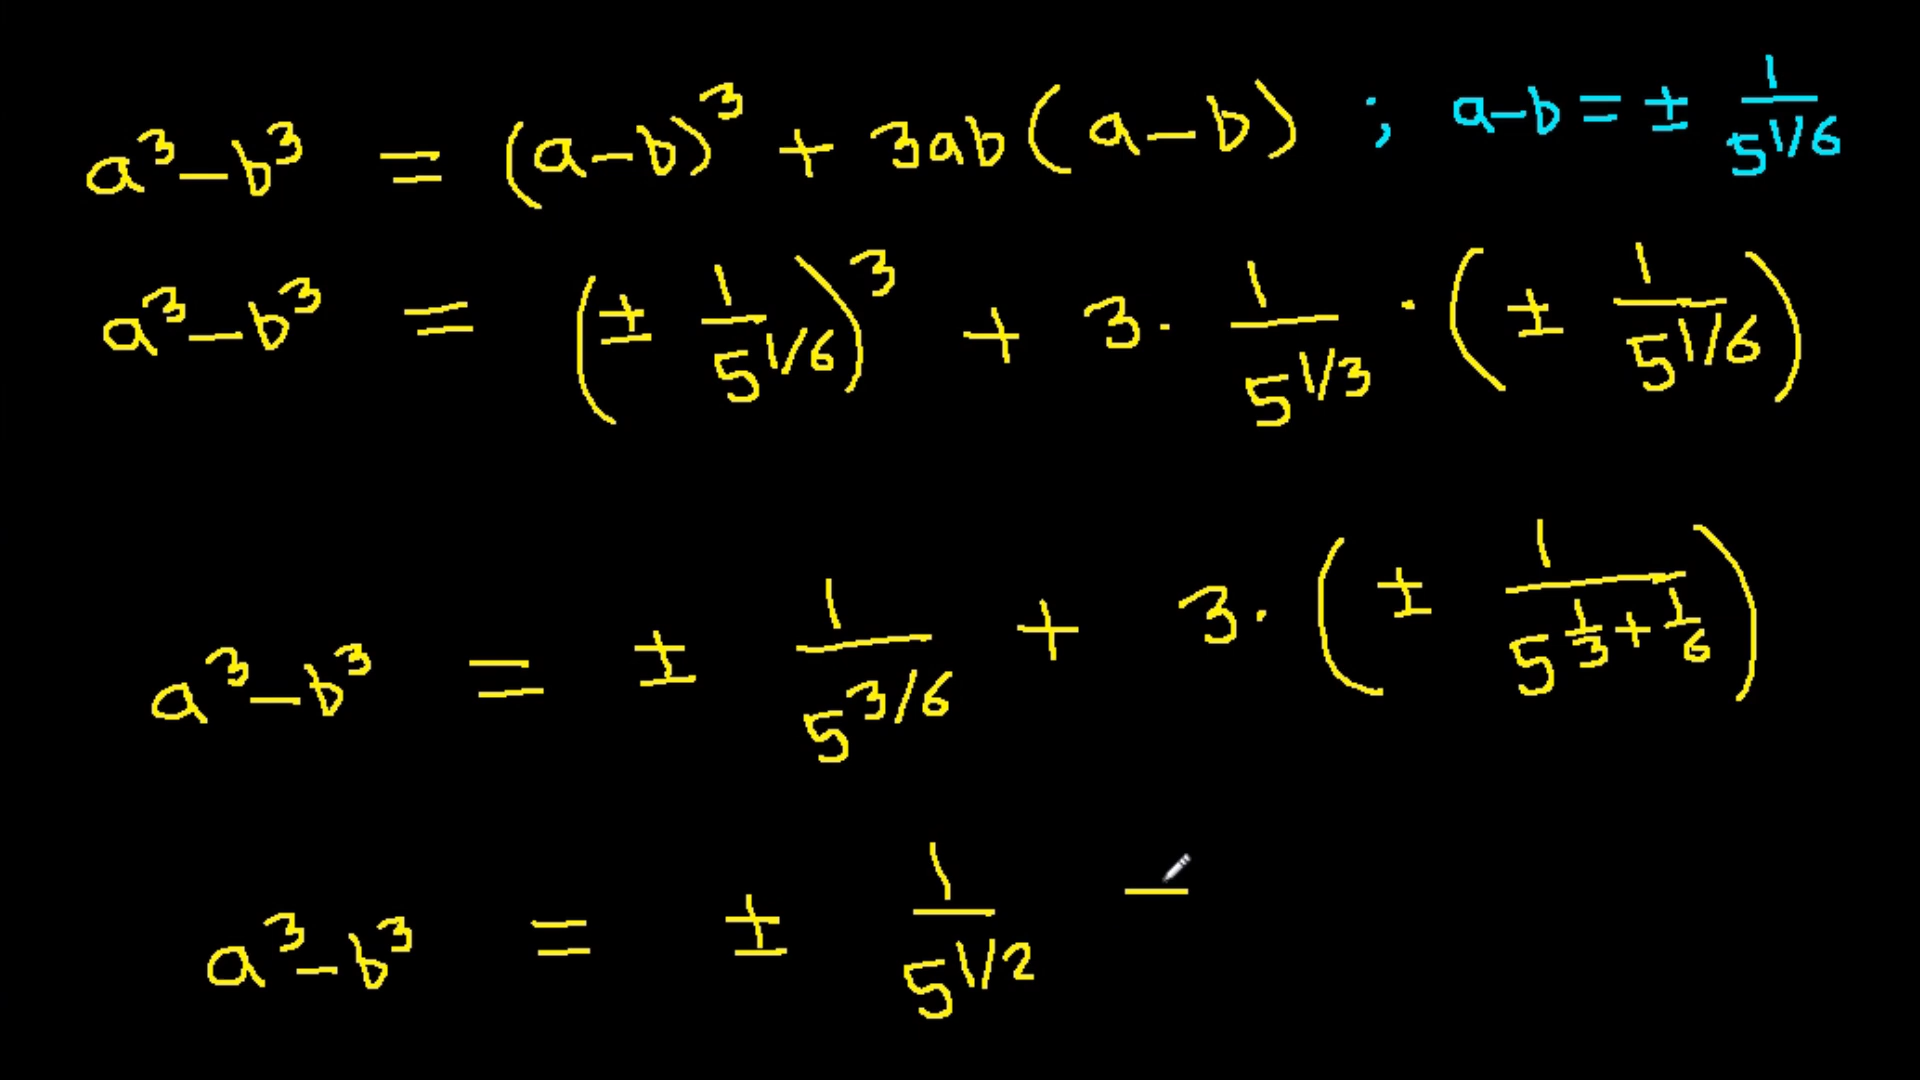 a³-b³ = (a-b)³ + 3ab(a-b) ; a-b = ± 1/5^1/6
a³-b³ = (± 1/5^1/6)³ + 3· 1/5^1/3 · (± 1/5^1/6)
a³-b³ = ± 1/5^3/6 + 3· (± 1/5^(1/3 + 1/6))
a³-b³ = ± 1/5^1/2 –